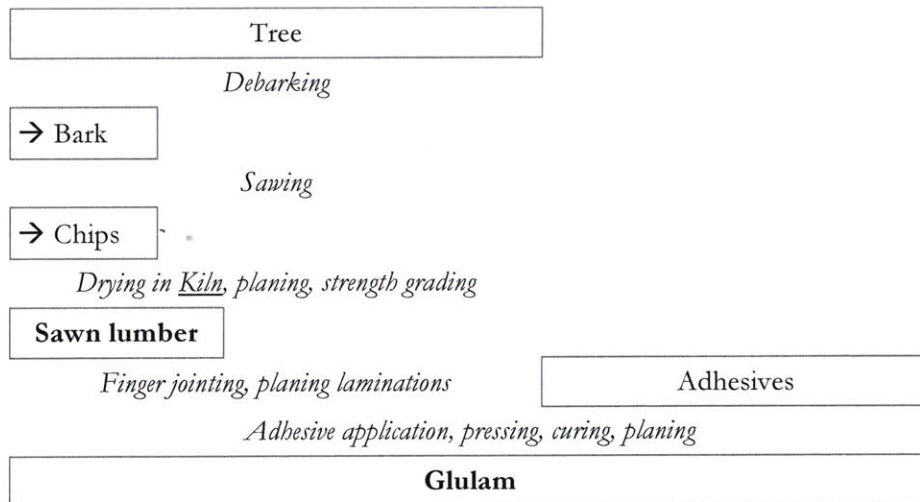 Tree
Debarking
→ Bark
Sawing
→ Chips
Drying in Kiln, planing, strength grading
Sawn lumber
Finger jointing, planing laminations
Adhesives
Adhesive application, pressing, curing, planing
Glulam